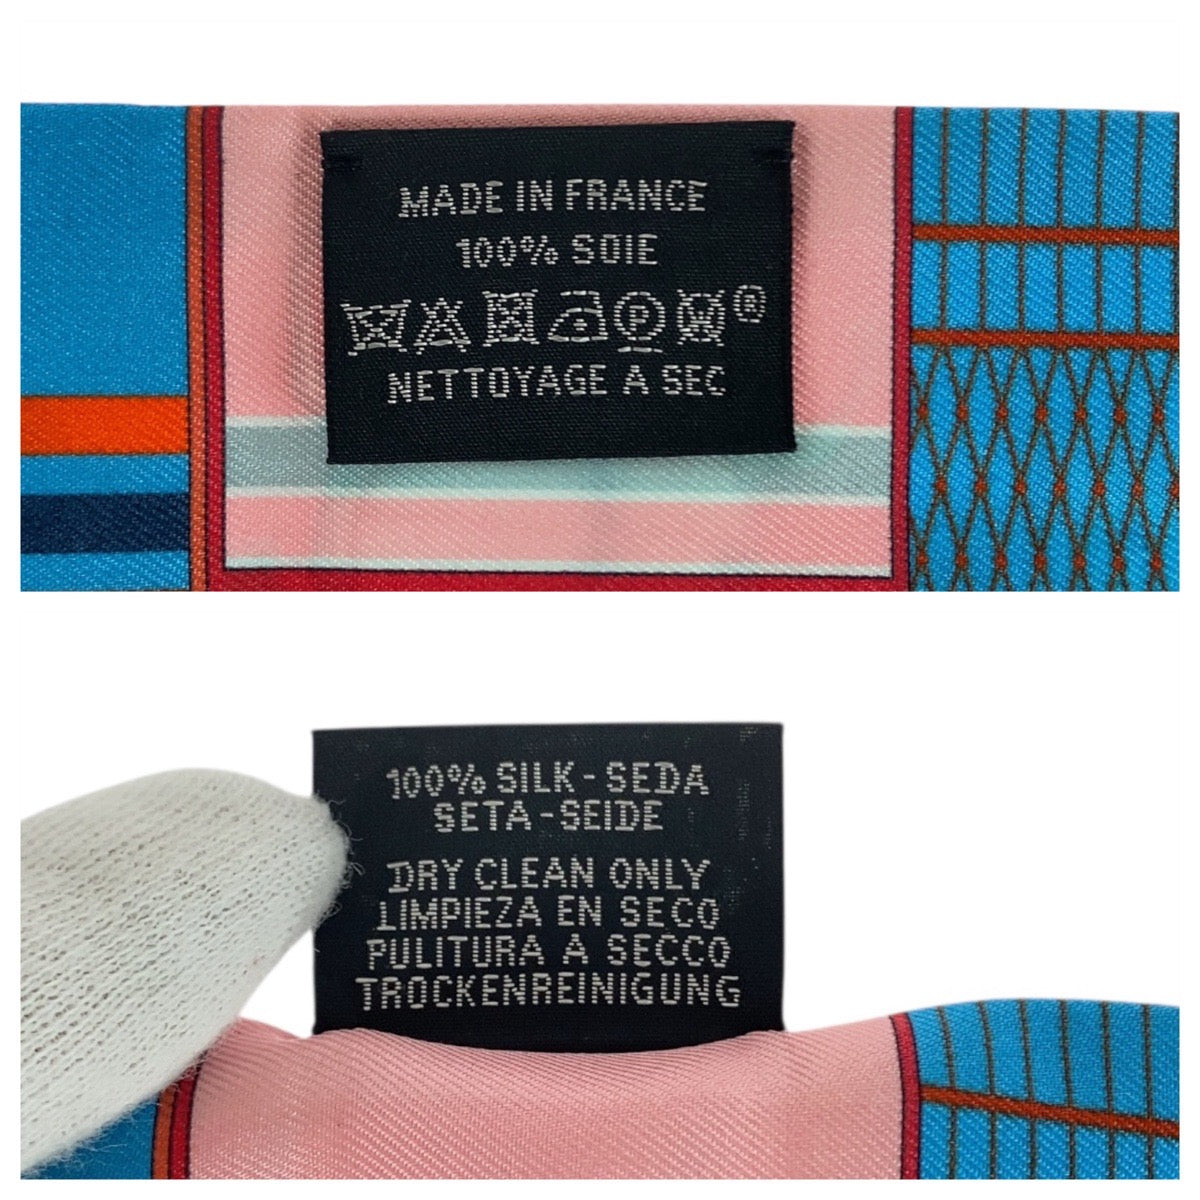 MADE IN FRANCE
100% SOIE
P ®
NETTOYAGE A SEC
100% SILK - SEDA
SETA - SEIDE
DRY CLEAN ONLY
LIMPIEZA EN SECO
PULITURA A SECCO
TROCKENREINIGUNG